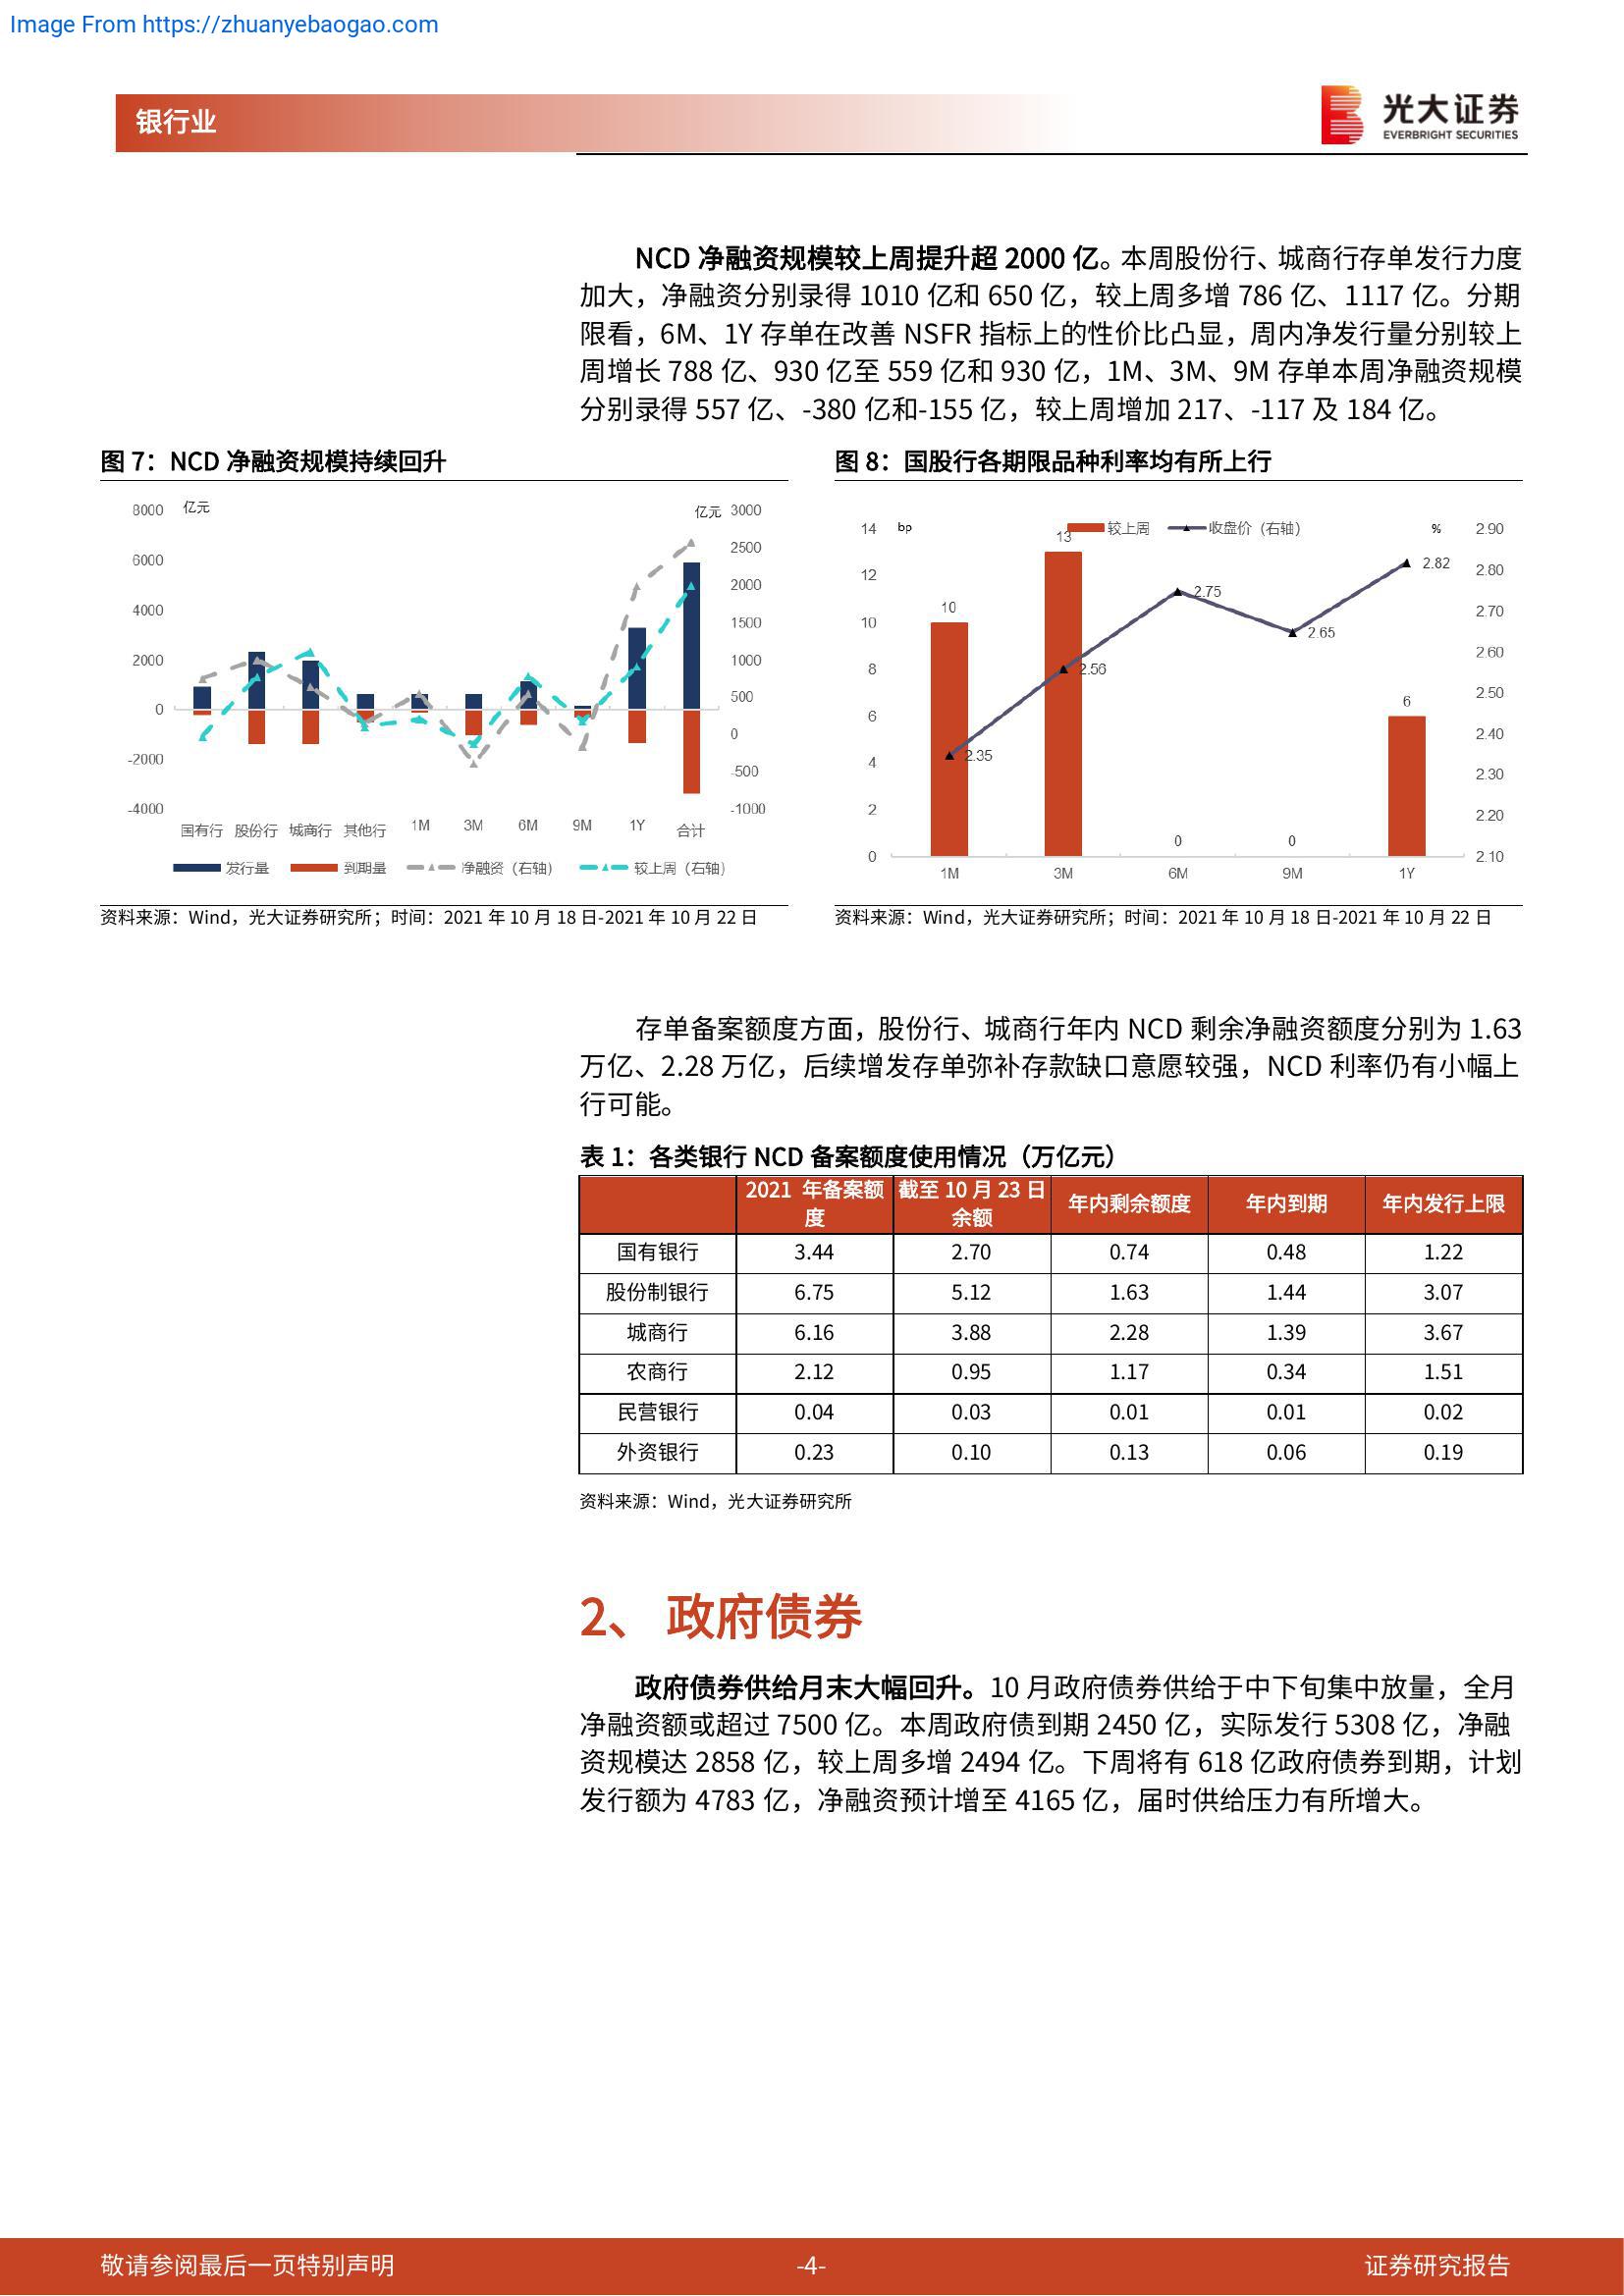 Image From https://zhuanyebaogao.com
银行业
光大证券
EVERBRIGHT SECURITIES
NCD 净融资规模较上周提升超 2000 亿。本周股份行、城商行存单发行力度
加大，净融资分别录得 1010 亿和 650 亿，较上周多增 786 亿、1117 亿。分期
限看，6M、1Y 存单在改善 NSFR 指标上的性价比凸显，周内净发行量分别较上
周增长 788 亿、930 亿至 559 亿和 930 亿，1M、3M、9M 存单本周净融资规模
分别录得 557 亿、-380 亿和-155 亿，较上周增加 217、-117 及 184 亿。
图 7：NCD 净融资规模持续回升
8000 亿元 亿元 3000
6000 2500
4000 2000
2000 1500
0 1000
-2000 500
-4000 0
-500
-1000
国有行 股份行 城商行 其他行 1M 3M 6M 9M 1Y 合计
发行量 到期量 净融资（右轴） 较上周（右轴）
资料来源：Wind，光大证券研究所；时间：2021 年 10 月 18 日-2021 年 10 月 22 日
图 8：国股行各期限品种利率均有所上行
14 bp 较上周 收盘价（右轴） % 2.90
12 2.80
10 2.70
8 2.60
6 2.50
4 2.40
2 2.30
0 2.20
2.10
10 13 0 0 6
2.35 2.56 2.75 2.65 2.82
1M 3M 6M 9M 1Y
资料来源：Wind，光大证券研究所；时间：2021 年 10 月 18 日-2021 年 10 月 22 日
存单备案额度方面，股份行、城商行年内 NCD 剩余净融资额度分别为 1.63
万亿、2.28 万亿，后续增发存单弥补存款缺口意愿较强，NCD 利率仍有小幅上
行可能。
表 1：各类银行 NCD 备案额度使用情况（万亿元）
2021 年备案额度 截至 10 月 23 日余额 年内剩余额度 年内到期 年内发行上限
国有银行 3.44 2.70 0.74 0.48 1.22
股份制银行 6.75 5.12 1.63 1.44 3.07
城商行 6.16 3.88 2.28 1.39 3.67
农商行 2.12 0.95 1.17 0.34 1.51
民营银行 0.04 0.03 0.01 0.01 0.02
外资银行 0.23 0.10 0.13 0.06 0.19
资料来源：Wind，光大证券研究所
2、 政府债券
政府债券供给月末大幅回升。10 月政府债券供给于中下旬集中放量，全月
净融资额或超过 7500 亿。本周政府债到期 2450 亿，实际发行 5308 亿，净融
资规模达 2858 亿，较上周多增 2494 亿。下周将有 618 亿政府债券到期，计划
发行额为 4783 亿，净融资预计增至 4165 亿，届时供给压力有所增大。
敬请参阅最后一页特别声明 -4- 证券研究报告